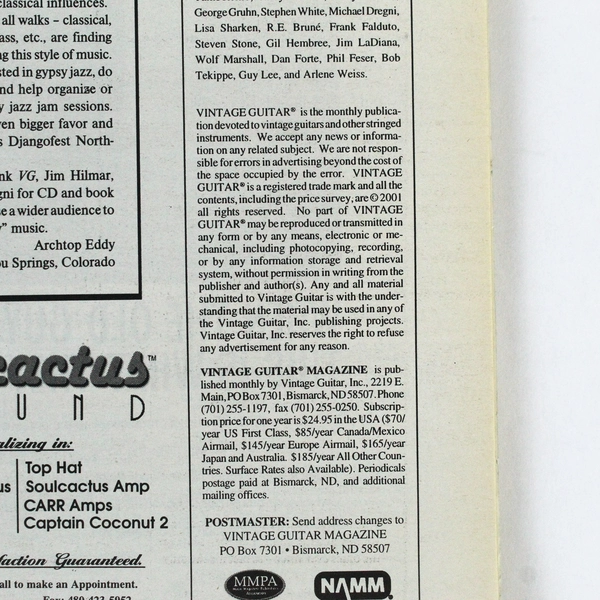 classical influences.
all walks – classical,
ass, etc., are finding
ng this style of music.
sted in gypsy jazz, do
nd help organize or
y jazz jam sessions.
ven bigger favor and
s Djangofest North-
nk VG, Jim Hilmar,
gni for CD and book
e a wider audience to
y” music.
Archtop Eddy
ou Springs, Colorado
cactus™
U N D
alizing in:
us
Top Hat
Soulcactus Amp
CARR Amps
Captain Coconut 2
faction Guaranteed.
all to make an Appointment.
Fax: 480-423-5952
George Gruhn, Stephen White, Michael Dregni,
Lisa Sharken, R.E. Bruné, Frank Falduto,
Steven Stone, Gil Hembree, Jim LaDiana,
Wolf Marshall, Dan Forte, Phil Feser, Bob
Tekippe, Guy Lee, and Arlene Weiss.
VINTAGE GUITAR® is the monthly publica-
tion devoted to vintage guitars and other stringed
instruments. We accept any news or informa-
tion on any related subject. We are not respon-
sible for errors in advertising beyond the cost of
the space occupied by the error. VINTAGE
GUITAR® is a registered trade mark and all the
contents, including the price survey, are © 2001
all rights reserved. No part of VINTAGE
GUITAR® may be reproduced or transmitted in
any form or by any means, electronic or me-
chanical, including photocopying, recording,
or by any information storage and retrieval
system, without permission in writing from the
publisher and author(s). Any and all material
submitted to Vintage Guitar is with the under-
standing that the material may be used in any of
the Vintage Guitar, Inc. publishing projects.
Vintage Guitar, Inc. reserves the right to refuse
any advertisement for any reason.
VINTAGE GUITAR® MAGAZINE is pub-
lished monthly by Vintage Guitar, Inc., 2219 E.
Main, PO Box 7301, Bismarck, ND 58507. Phone
(701) 255-1197, fax (701) 255-0250. Subscrip-
tion price for one year is $24.95 in the USA ($70/
year US First Class, $85/year Canada/Mexico
Airmail, $145/year Europe Airmail, $165/year
Japan and Australia. $185/year All Other Coun-
tries. Surface Rates also Available). Periodicals
postage paid at Bismarck, ND, and additional
mailing offices.
POSTMASTER: Send address changes to
VINTAGE GUITAR MAGAZINE
PO Box 7301 • Bismarck, ND 58507
MMPA
NAMM